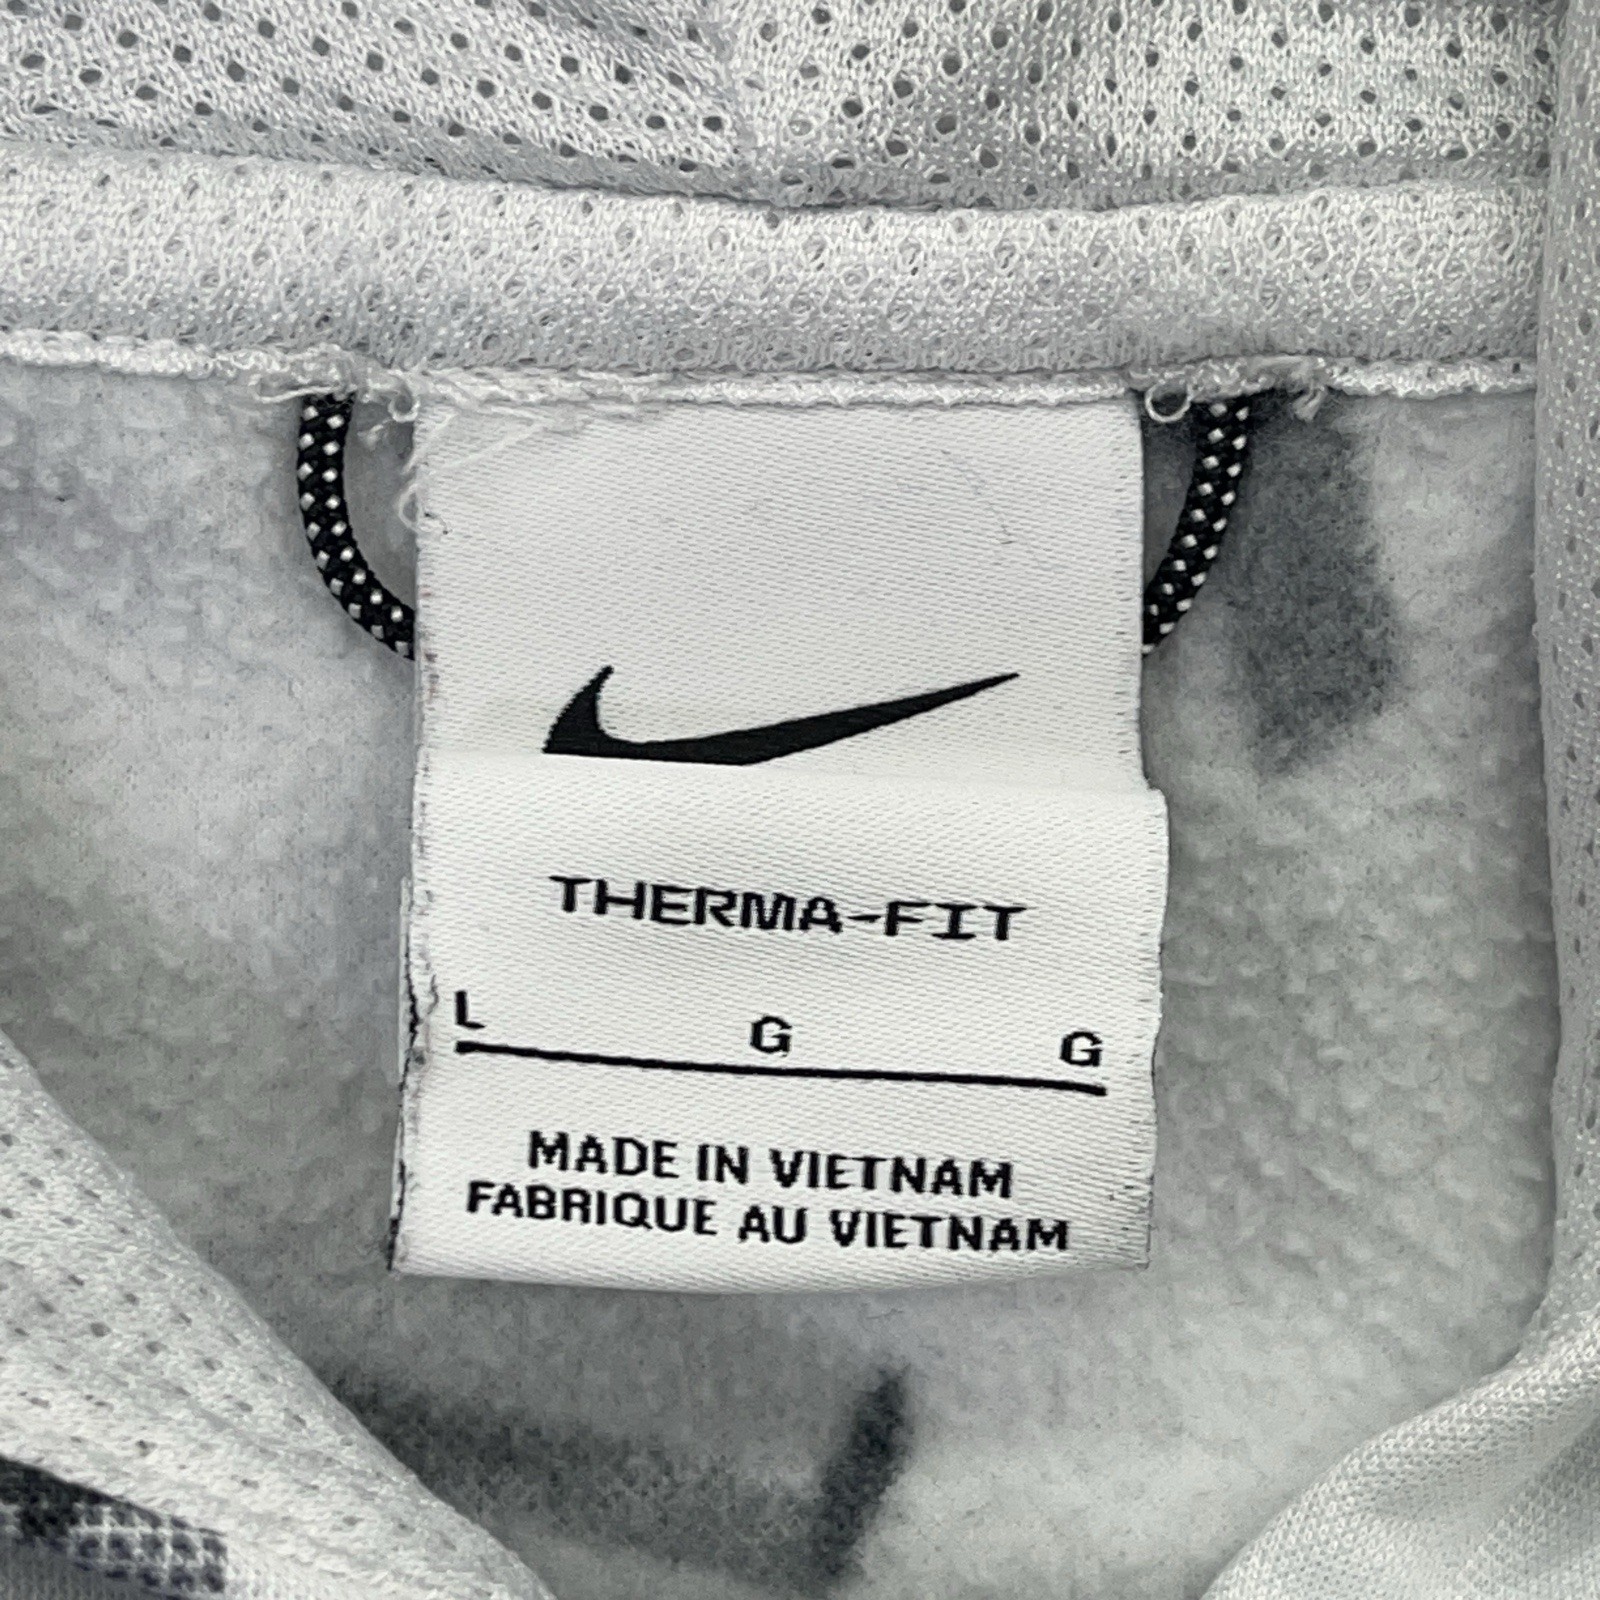 THERMA-FIT
L G G
MADE IN VIETNAM
FABRIQUE AU VIETNAM